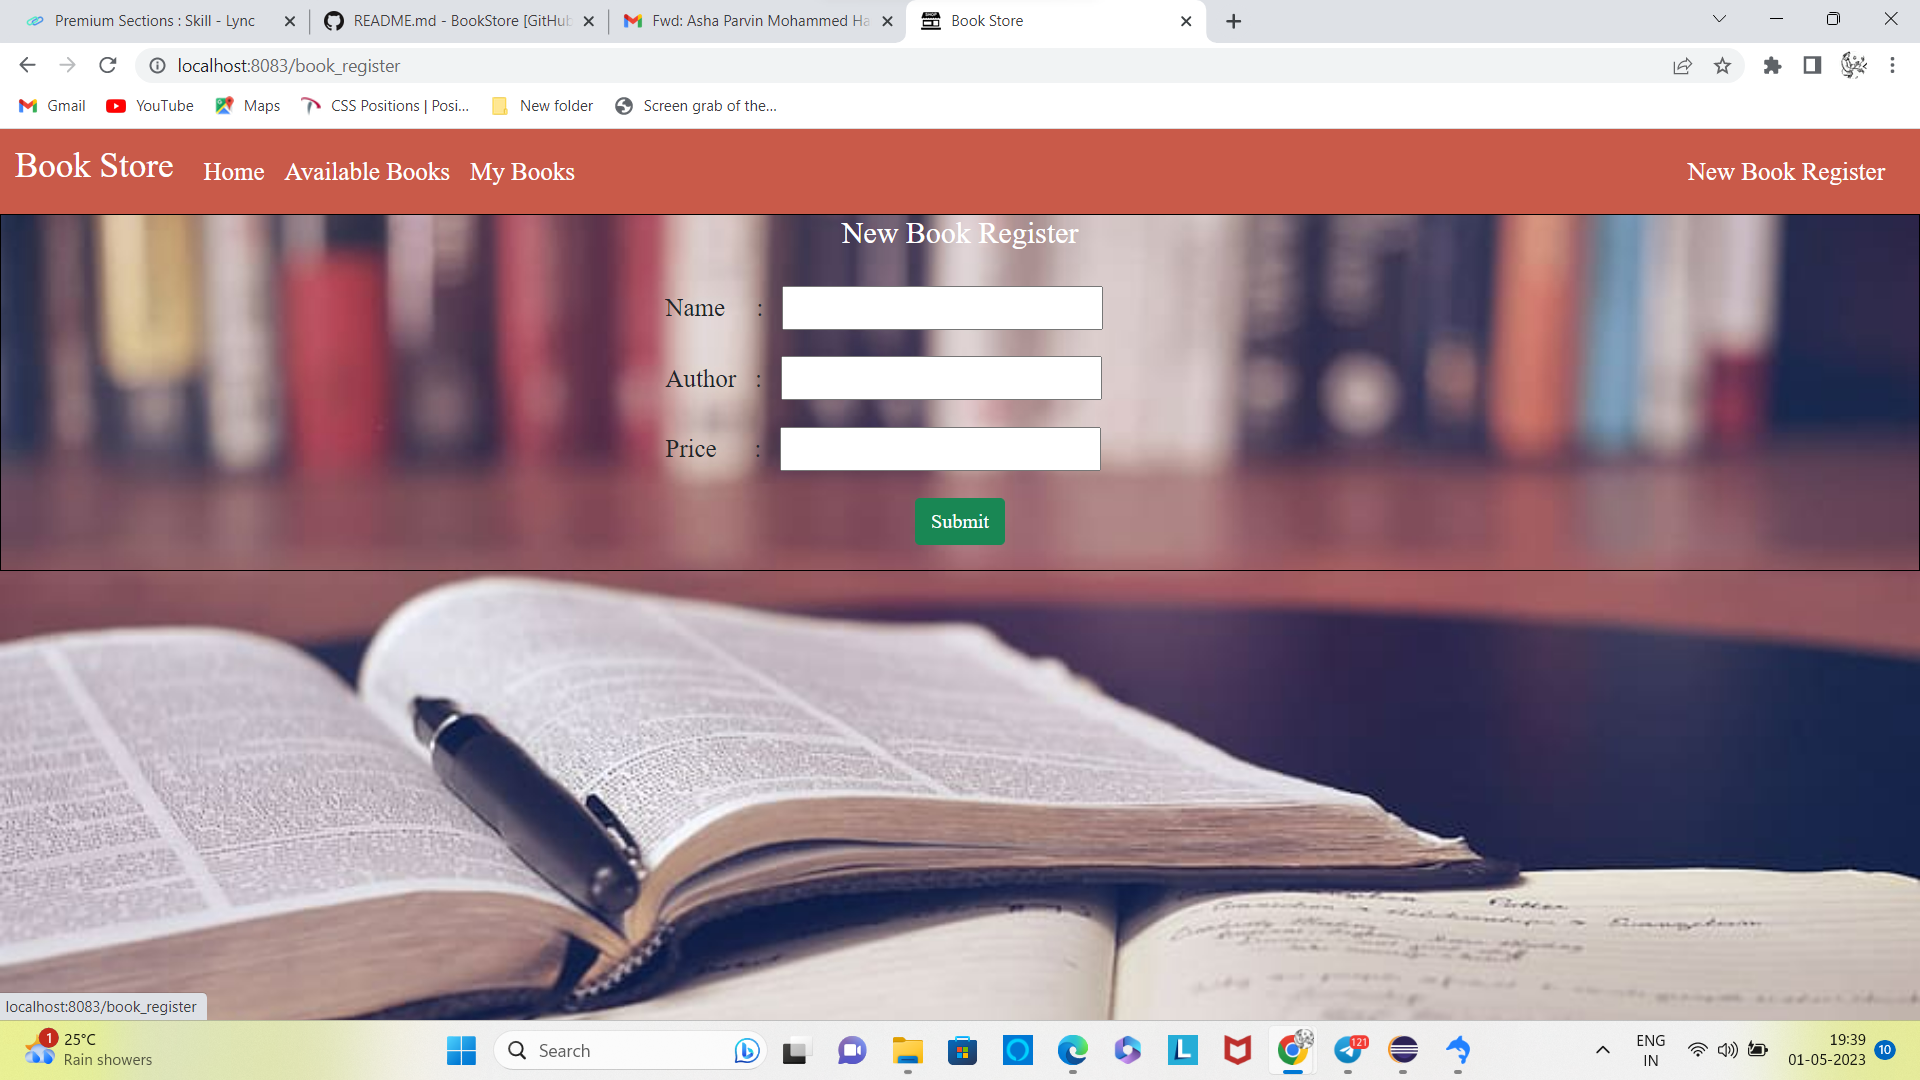 Premium Sections : Skill - Lync
README.md - BookStore [GitHub
Fwd: Asha Parvin Mohammed Ha
Book Store
localhost:8083/book_register
Gmail
YouTube
Maps
CSS Positions | Posi...
New folder
Screen grab of the...
Book Store
Home
Available Books
My Books
New Book Register
New Book Register
Name :
Author :
Price :
Submit
localhost:8083/book_register
1
25°C
Rain showers
Search
L
121
ENG
IN
19:39
01-05-2023
10